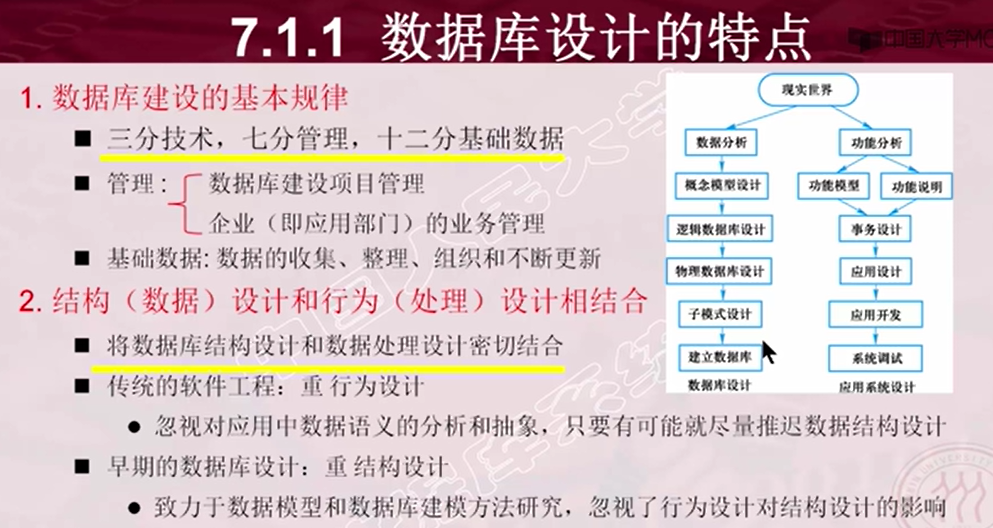 7.1.1 数据库设计的特点
中国大学MO
1. 数据库建设的基本规律
■ 三分技术，七分管理，十二分基础数据
■ 管理： 数据库建设项目管理
企业（即应用部门）的业务管理
■ 基础数据: 数据的收集、整理、组织和不断更新
2. 结构（数据）设计和行为（处理）设计相结合
■ 将数据库结构设计和数据处理设计密切结合
■ 传统的软件工程：重 行为设计
● 忽视对应用中数据语义的分析和抽象，只要有可能就尽量推迟数据结构设计
■ 早期的数据库设计：重 结构设计
● 致力于数据模型和数据库建模方法研究，忽视了行为设计对结构设计的影响
现实世界
数据分析
概念模型设计
逻辑数据库设计
物理数据库设计
子模式设计
建立数据库
数据库设计
功能分析
功能模型
功能说明
事务设计
应用设计
应用开发
系统调试
应用系统设计